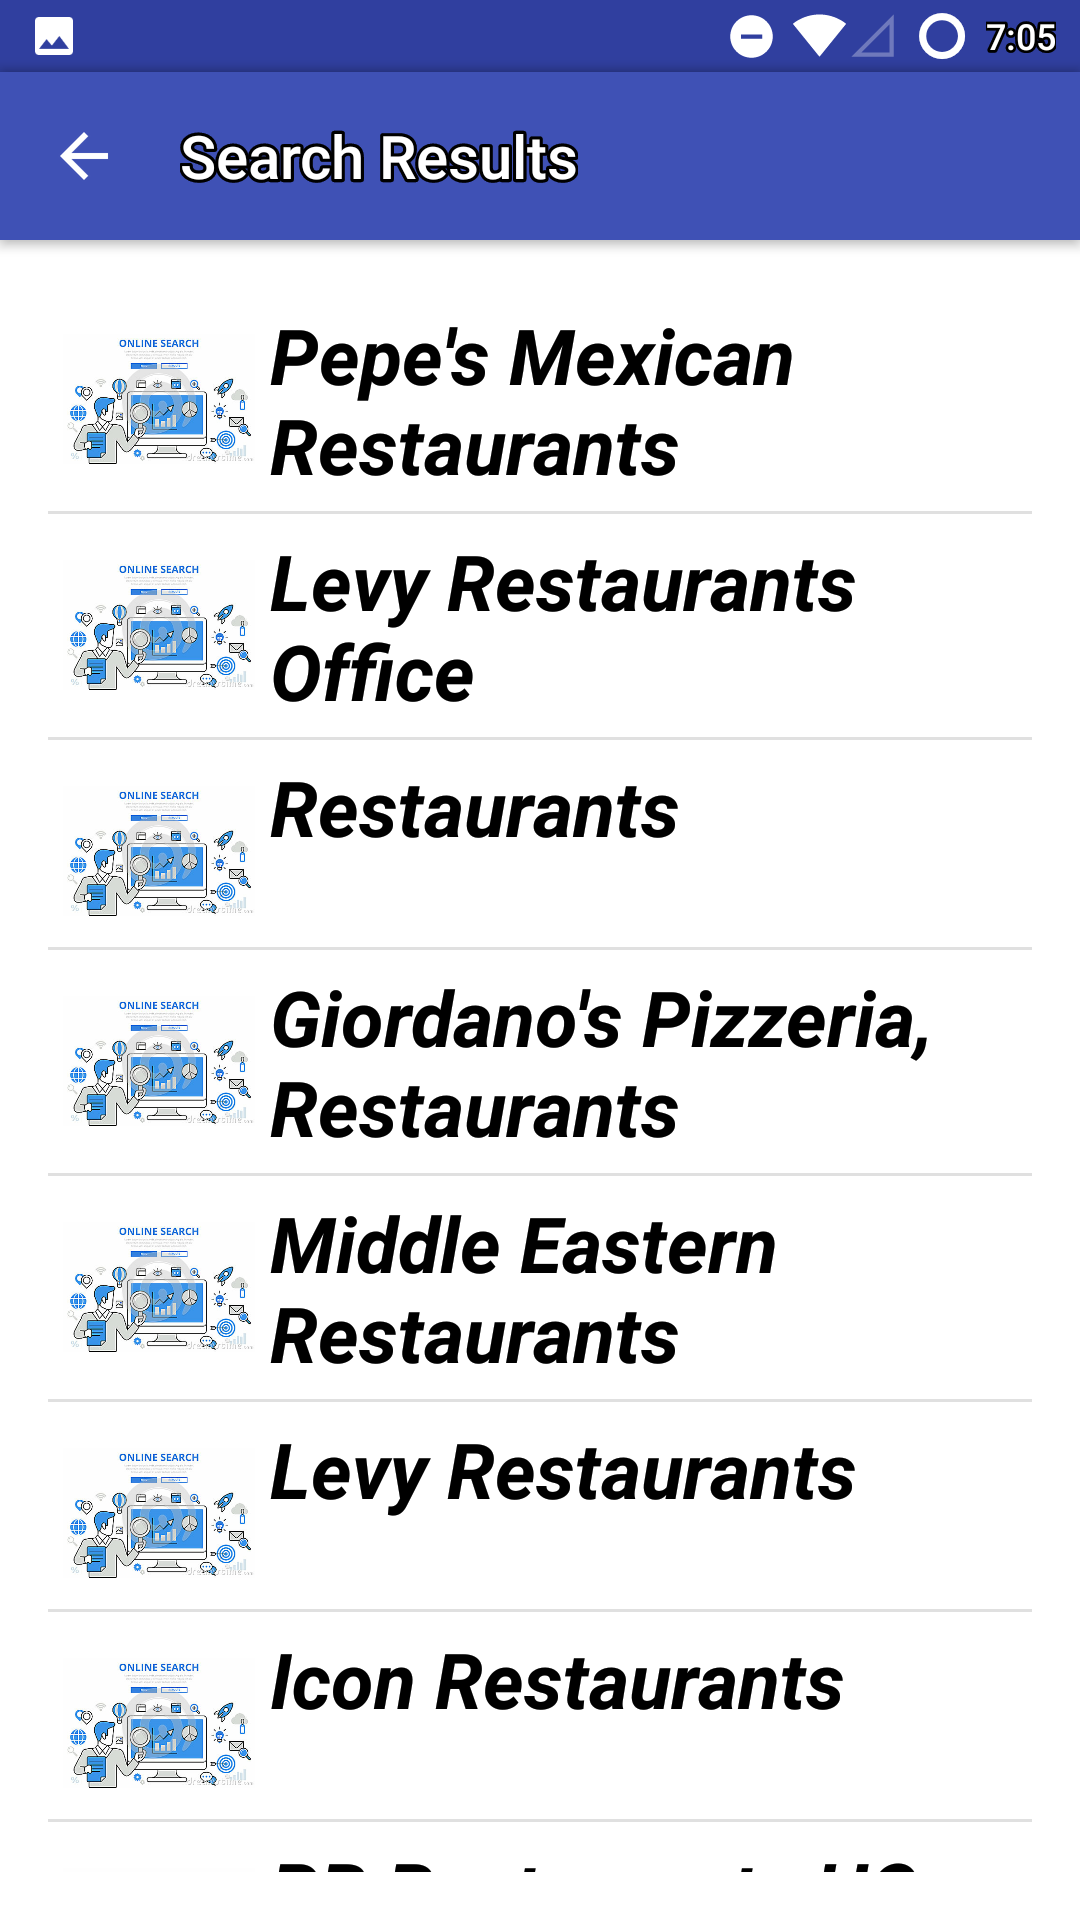 7:05
Search Results
ONLINE SEARCH
Pepe's Mexican
Restaurants
ONLINE SEARCH
Levy Restaurants
Office
ONLINE SEARCH
Restaurants
ONLINE SEARCH
Giordano's Pizzeria,
Restaurants
ONLINE SEARCH
Middle Eastern
Restaurants
ONLINE SEARCH
Levy Restaurants
ONLINE SEARCH
Icon Restaurants